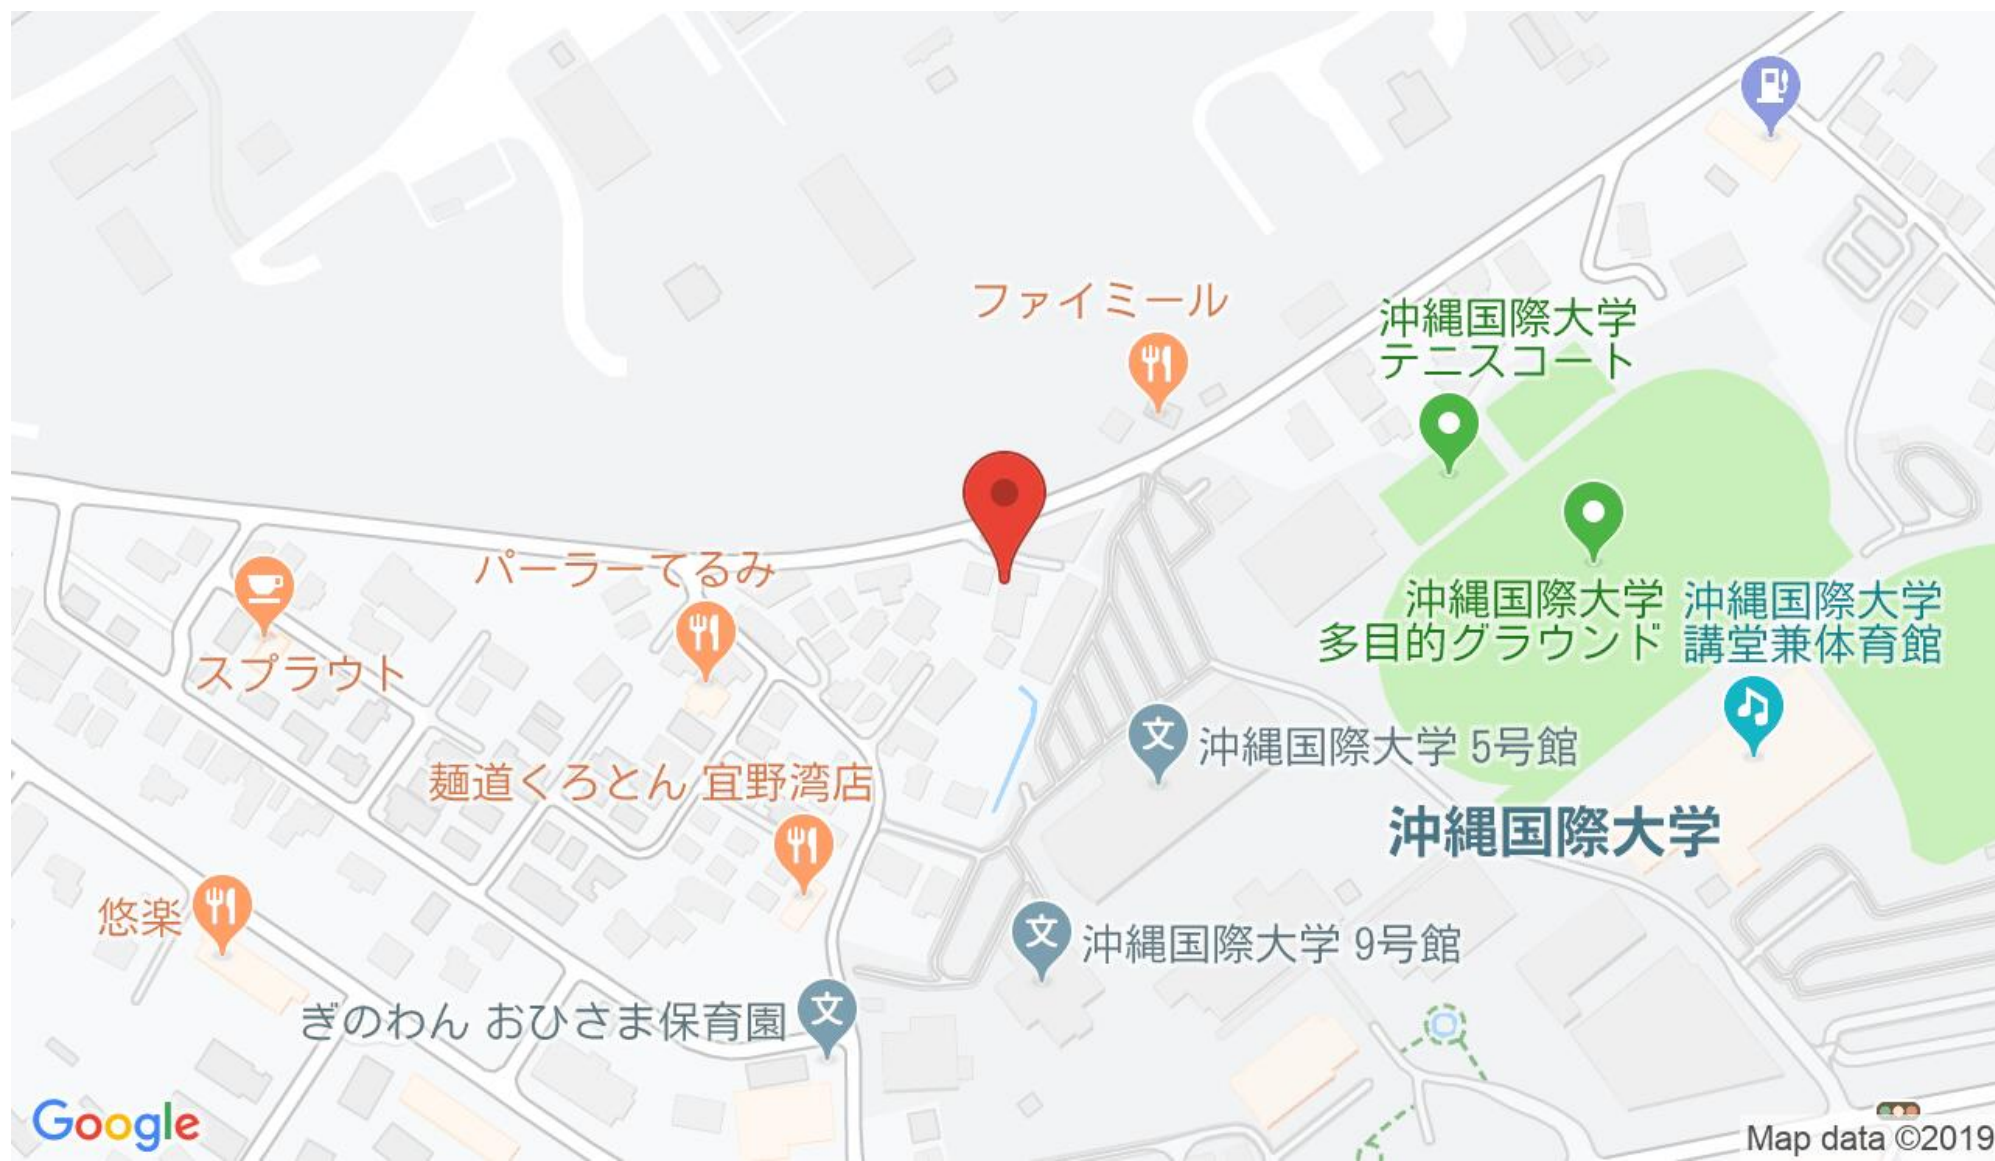 ファイミール
沖縄国際大学
テニスコート
パーラーてるみ
沖縄国際大学
多目的グラウンド
沖縄国際大学
講堂兼体育館
スプラウト
文 沖縄国際大学 5号館
麺道くろとん 宜野湾店
沖縄国際大学
悠楽
文 沖縄国際大学 9号館
ぎのわん おひさま保育園 文
Google
Map data ©2019